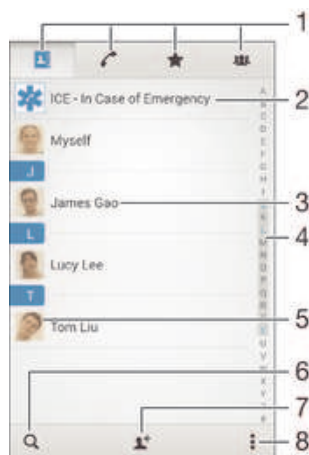 1
ICE - In Case of Emergency
2
Myself
J
James Gao
3
4
L
Lucy Lee
T
Tom Liu
5
6
7
8